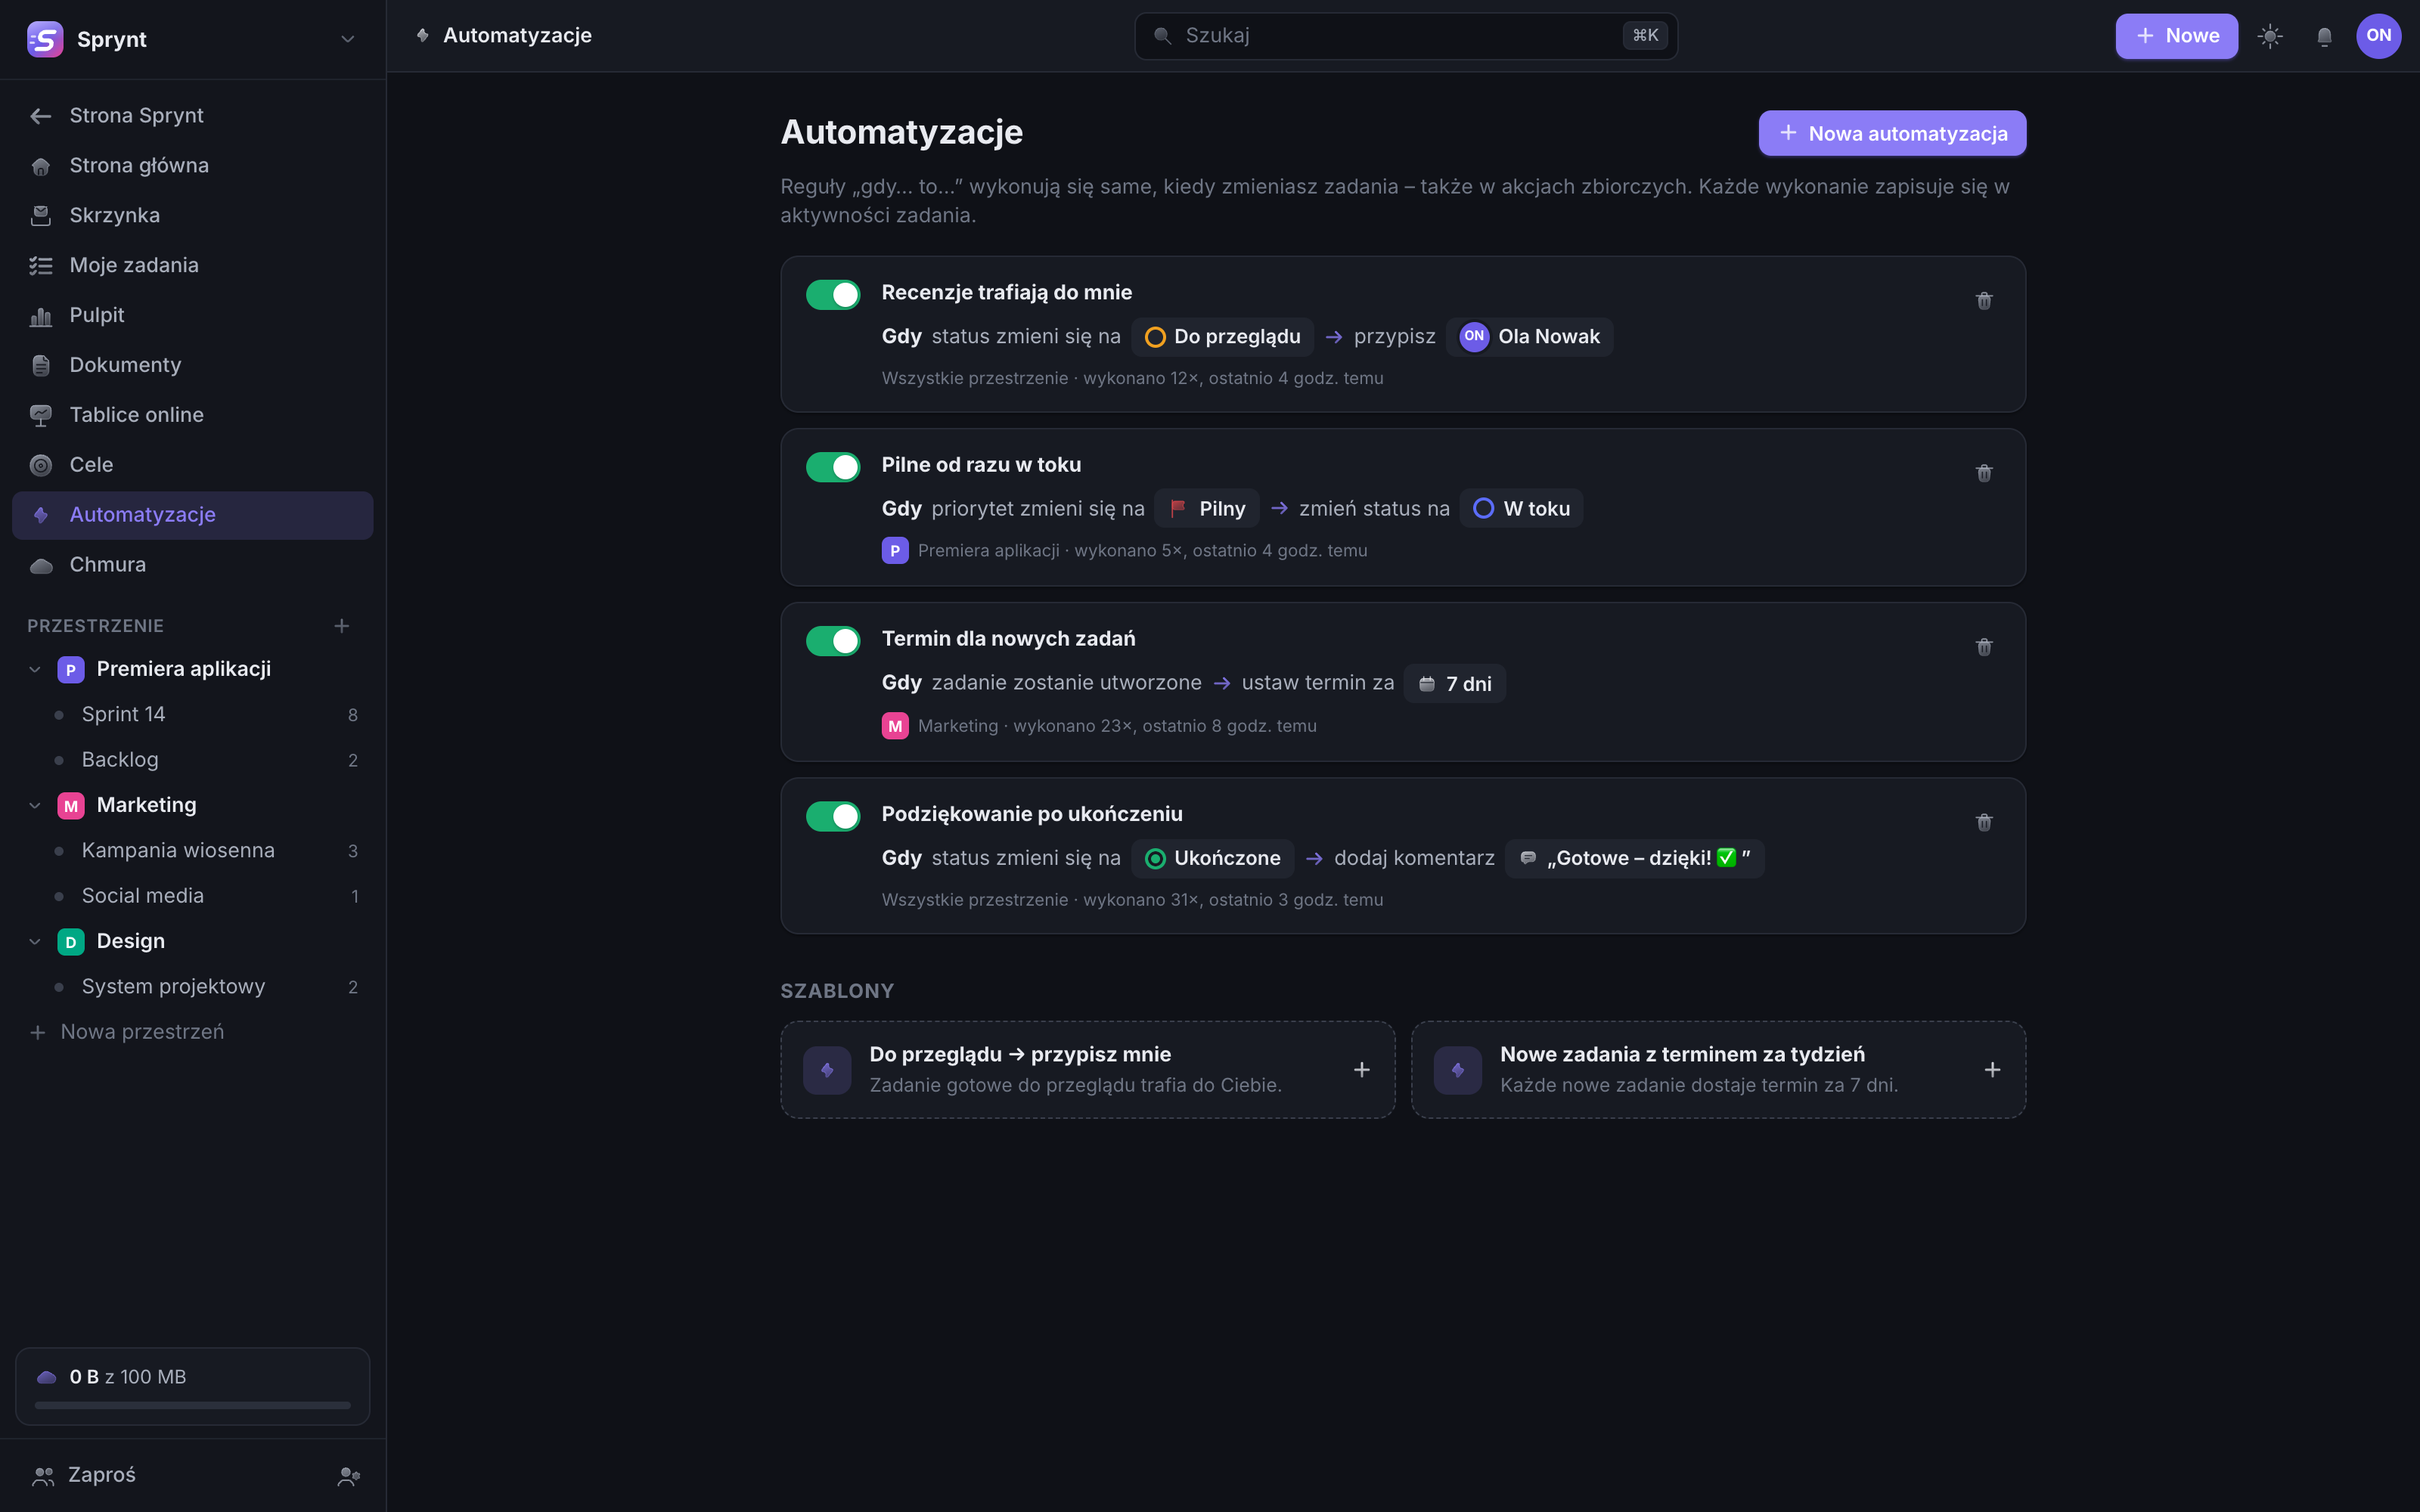 Sprynt
Strona Sprynt
Strona główna
Skrzynka
Moje zadania
Pulpit
Dokumenty
Tablice online
Cele
Automatyzacje
Chmura
PRZESTRZENIE
P Premiera aplikacji
Sprint 14 8
Backlog 2
M Marketing
Kampania wiosenna 3
Social media 1
D Design
System projektowy 2
Nowa przestrzeń
0 B z 100 MB
Zaproś
Automatyzacje
Szukaj ⌘K
Nowe
ON
Automatyzacje
Nowa automatyzacja
Reguły „gdy... to...” wykonują się same, kiedy zmieniasz zadania – także w akcjach zbiorczych. Każde wykonanie zapisuje się w
aktywności zadania.
Recenzje trafiają do mnie
Gdy status zmieni się na Do przeglądu → przypisz ON Ola Nowak
Wszystkie przestrzenie · wykonano 12×, ostatnio 4 godz. temu
Pilne od razu w toku
Gdy priorytet zmieni się na Pilny → zmień status na W toku
P Premiera aplikacji · wykonano 5×, ostatnio 4 godz. temu
Termin dla nowych zadań
Gdy zadanie zostanie utworzone → ustaw termin za 7 dni
M Marketing · wykonano 23×, ostatnio 8 godz. temu
Podziękowanie po ukończeniu
Gdy status zmieni się na Ukończone → dodaj komentarz „Gotowe – dzięki! ✅ ”
Wszystkie przestrzenie · wykonano 31×, ostatnio 3 godz. temu
SZABLONY
Do przeglądu → przypisz mnie
Zadanie gotowe do przeglądu trafia do Ciebie.
Nowe zadania z terminem za tydzień
Każde nowe zadanie dostaje termin za 7 dni.